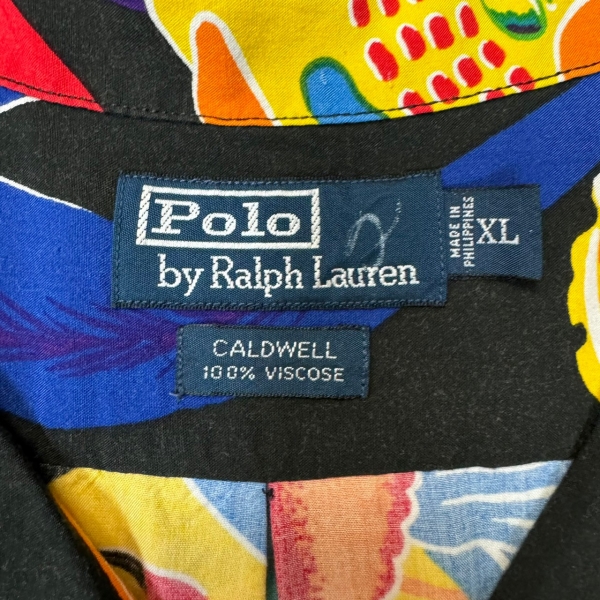 Polo
by Ralph Lauren
MADE IN
PHILIPPINES
XL
CALDWELL
100% VISCOSE